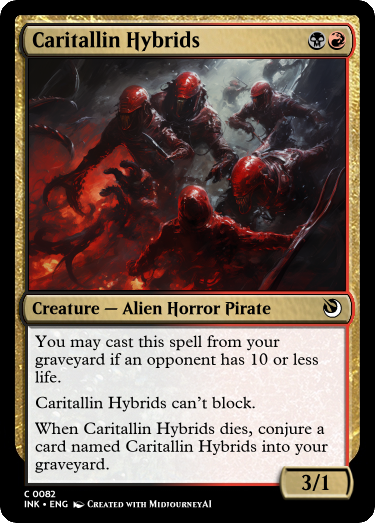 Caritallin Hybrids
Creature — Alien Horror Pirate
You may cast this spell from your
graveyard if an opponent has 10 or less
life.
Caritallin Hybrids can't block.
When Caritallin Hybrids dies, conjure a
card named Caritallin Hybrids into your
graveyard.
3/1
C 0082
INK • ENG Created with MidjourneyAI